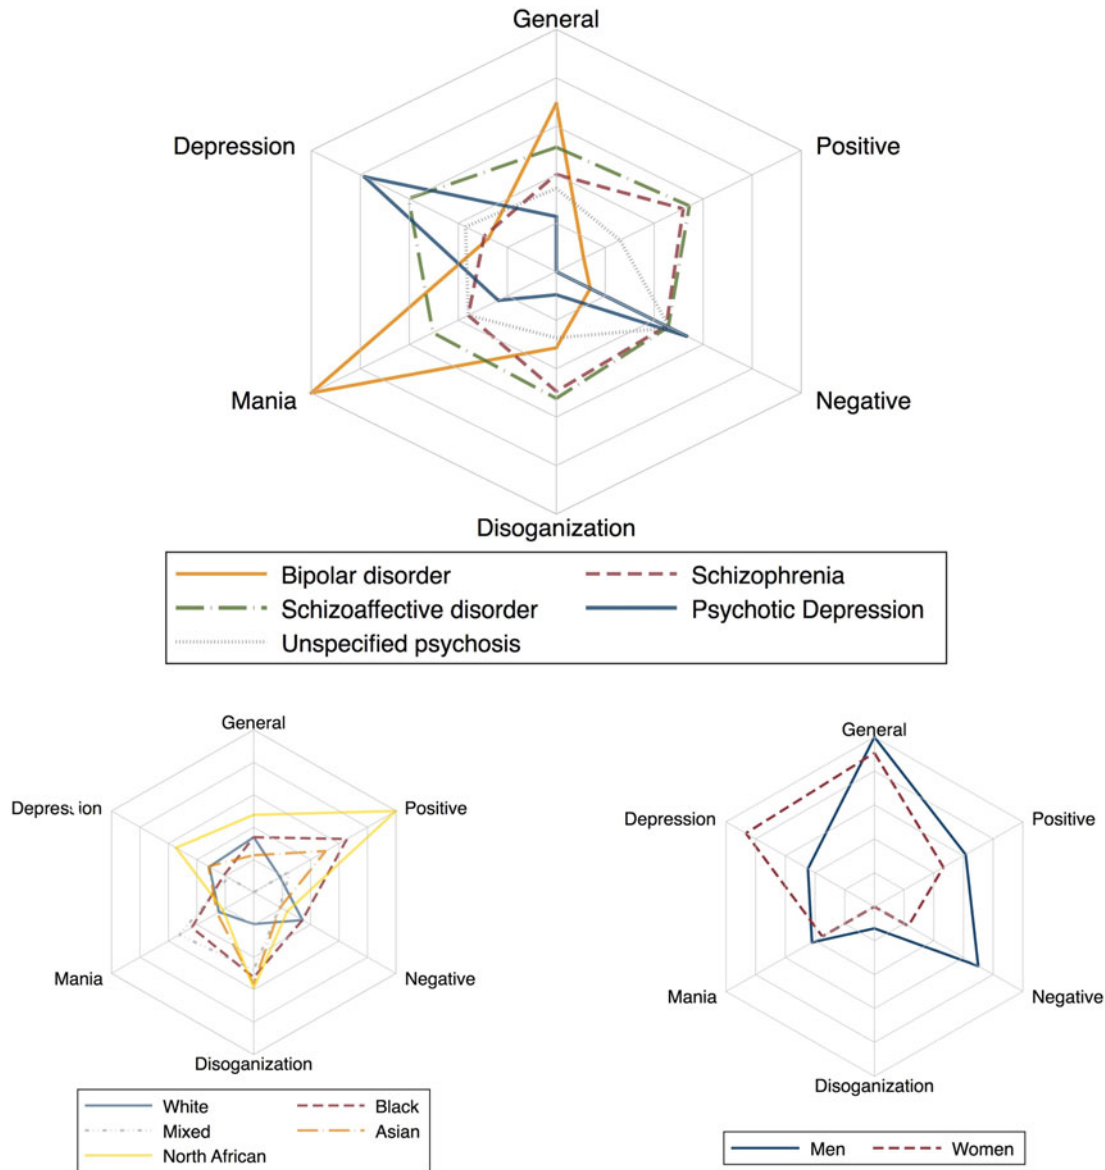 General
Depression
Positive
Mania
Negative
Disoganization
Bipolar disorder
Schizophrenia
Schizoaffective disorder
Psychotic Depression
Unspecified psychosis
General
Depression
Positive
Mania
Negative
Disoganization
White
Black
Mixed
Asian
North African
General
Depression
Positive
Mania
Negative
Disoganization
Men
Women